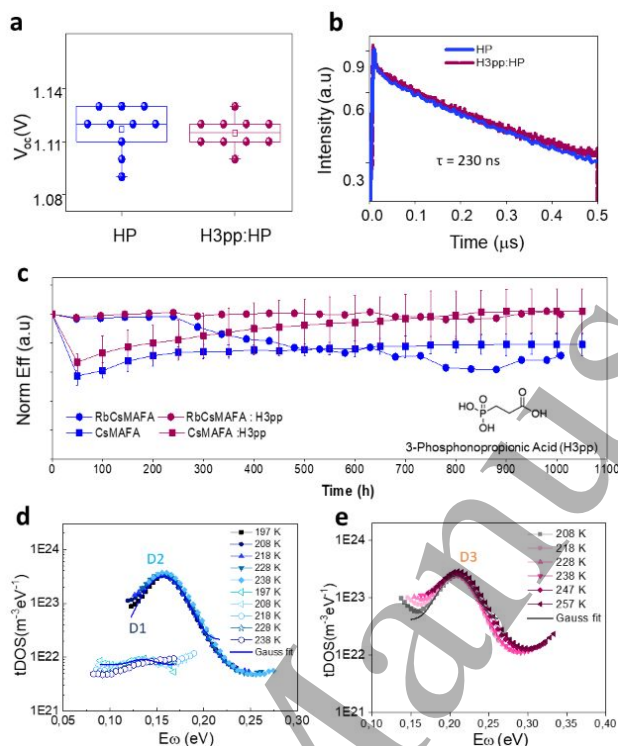 a
Voc(V)
1.14
1.11
1.08
HP
H3pp:HP
b
Intensity (a.u)
0.9
0.6
0.3
HP
H3pp:HP
τ = 230 ns
0.0 0.1 0.2 0.3 0.4 0.5
Time (μs)
c
Norm Eff (a.u)
RbCsMAFA
RbCsMAFA : H3pp
CsMAFA
CsMAFA :H3pp
HO
O
P
OH
HO
O
OH
3-Phosphonopropionic Acid (H3pp)
0 100 200 300 400 500 600 700 800 900 1000 1100
Time (h)
d
tDOS(m⁻³eV⁻¹)
1E24
1E23
1E22
1E21
D2
D1
197 K
208 K
218 K
228 K
238 K
197 K
208 K
218 K
228 K
238 K
Gauss fit
0,05 0,10 0,15 0,20 0,25 0,30
Eω (eV)
e
tDOS(m⁻³eV⁻¹)
1E24
1E23
1E22
1E21
D3
208 K
218 K
228 K
238 K
247 K
257 K
Gauss fit
0,10 0,15 0,20 0,25 0,30 0,35 0,40
Eω (eV)
Manus